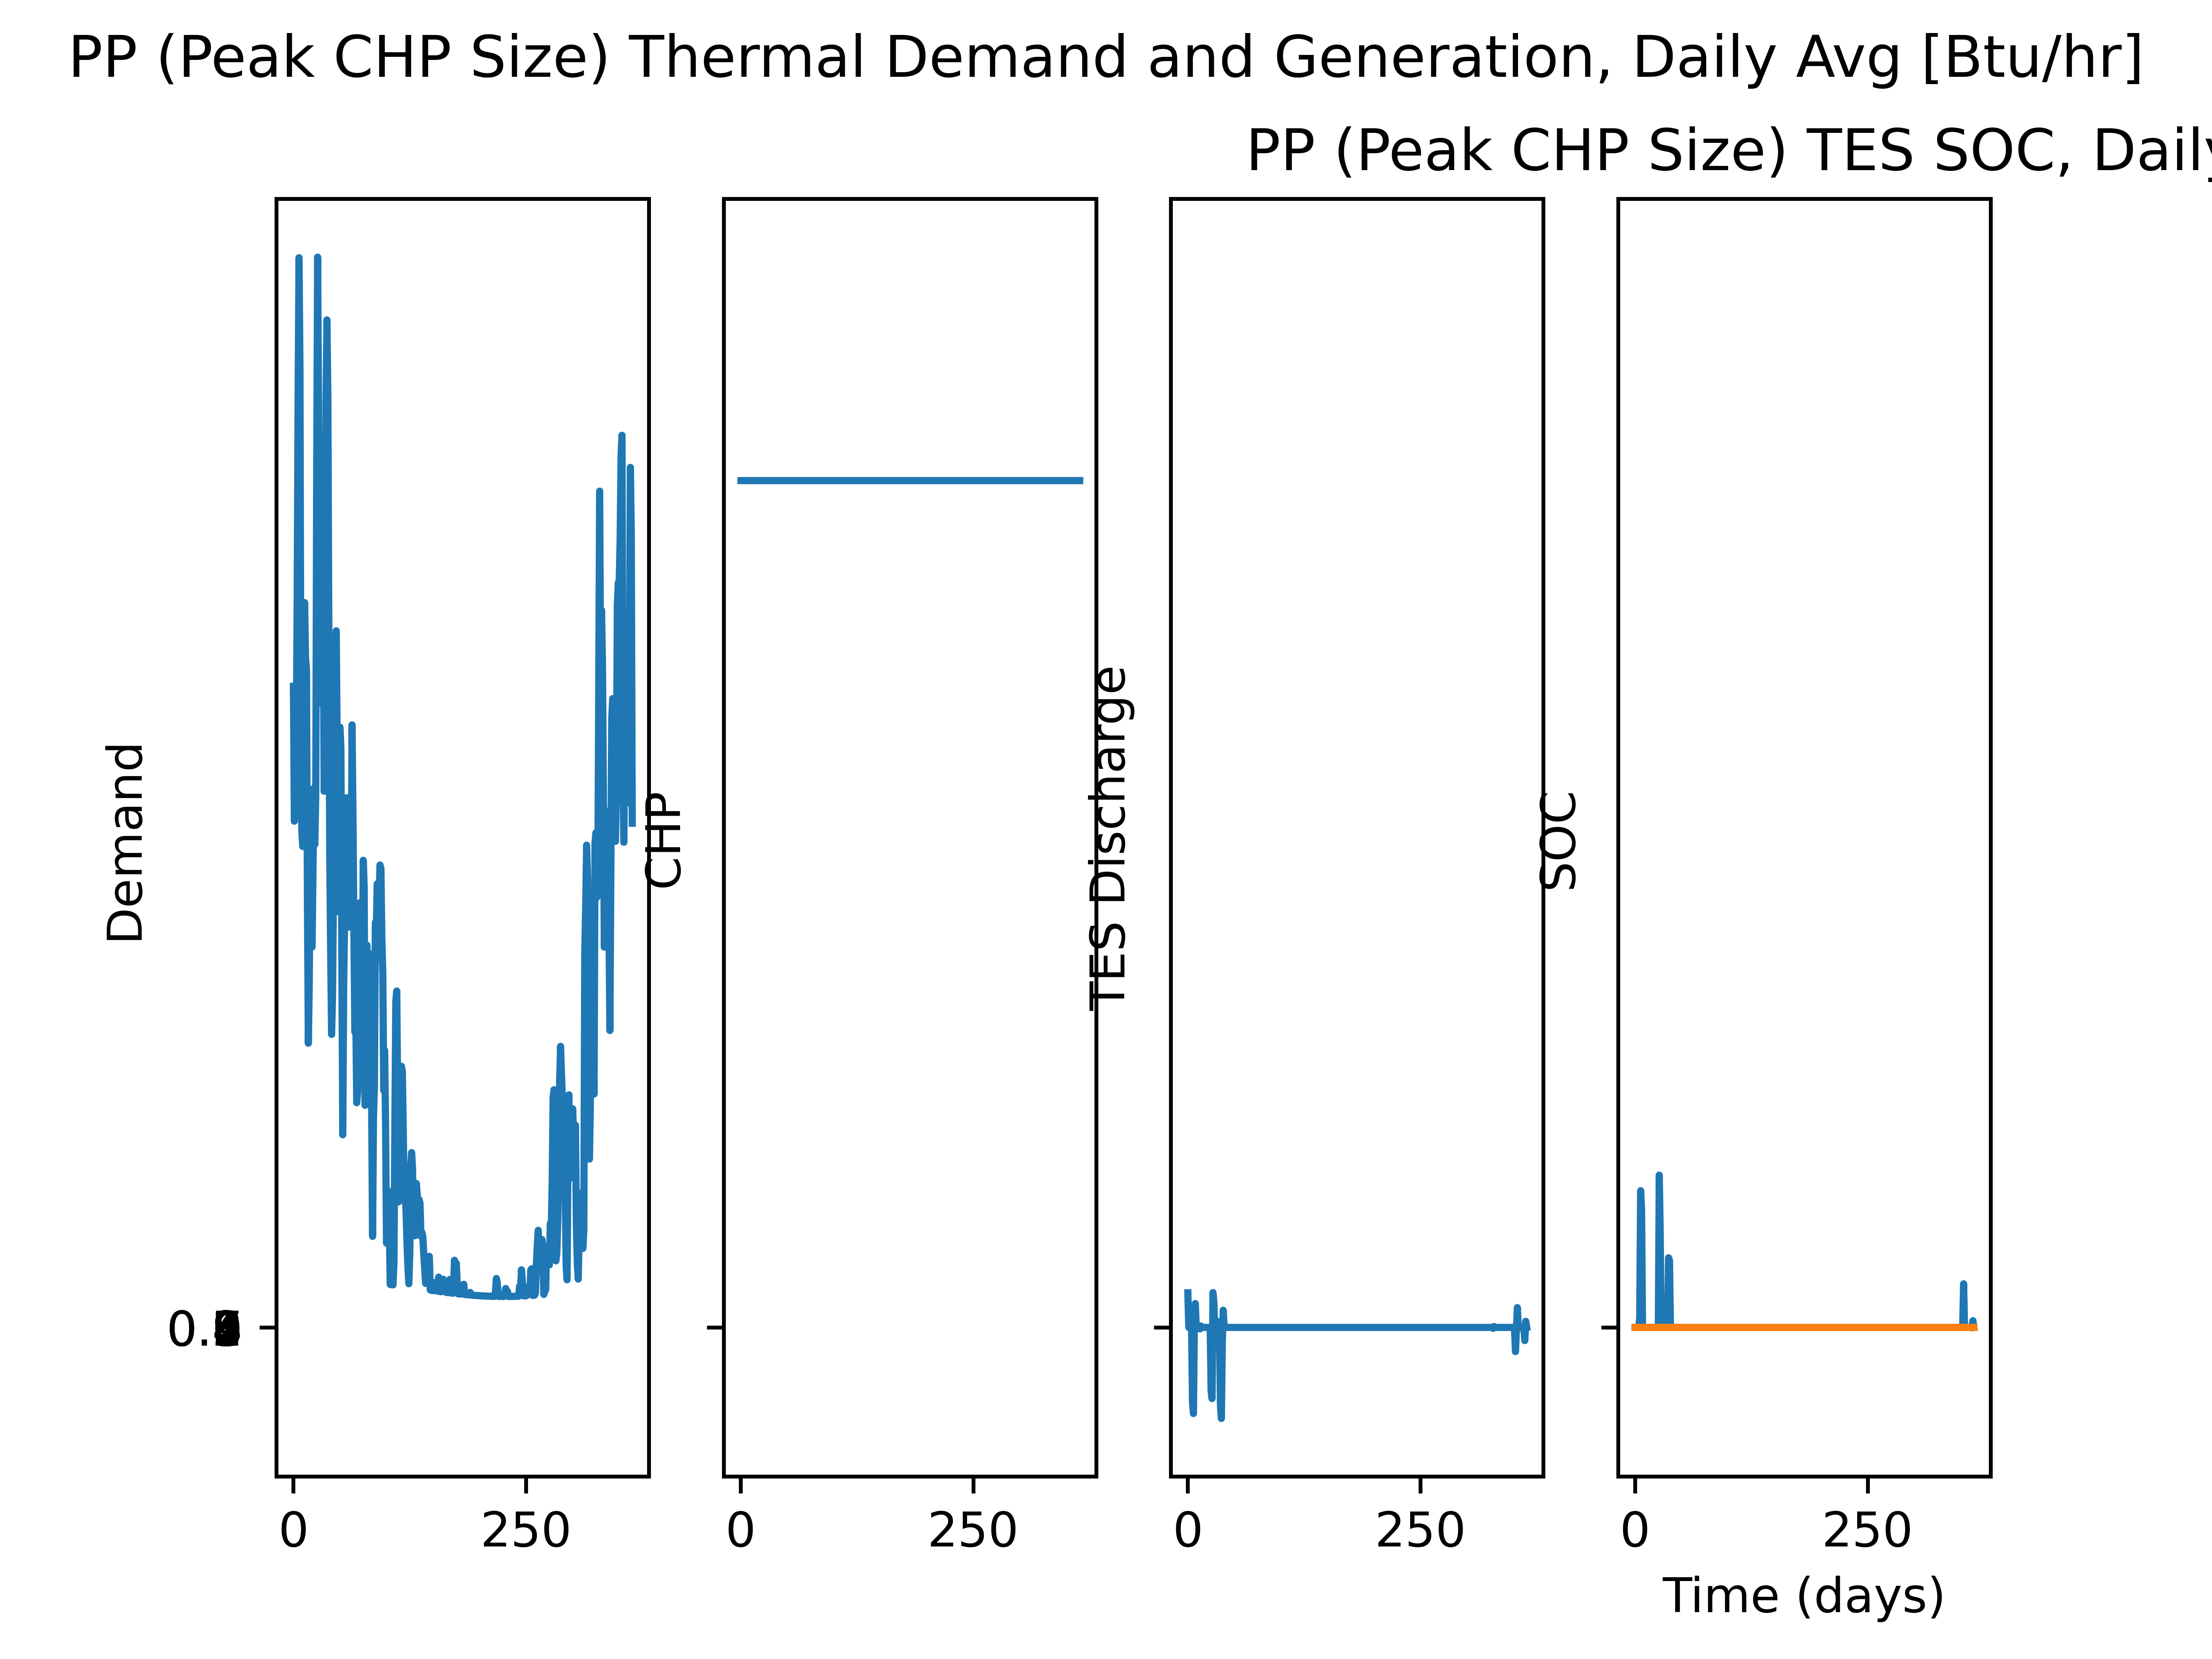 PP (Peak CHP Size) Thermal Demand and Generation, Daily Avg [Btu/hr]
PP (Peak CHP Size) TES SOC, Daily
Demand
CHP
TES Discharge
SOC
0 250
0 250
0 250
0 250
Time (days)